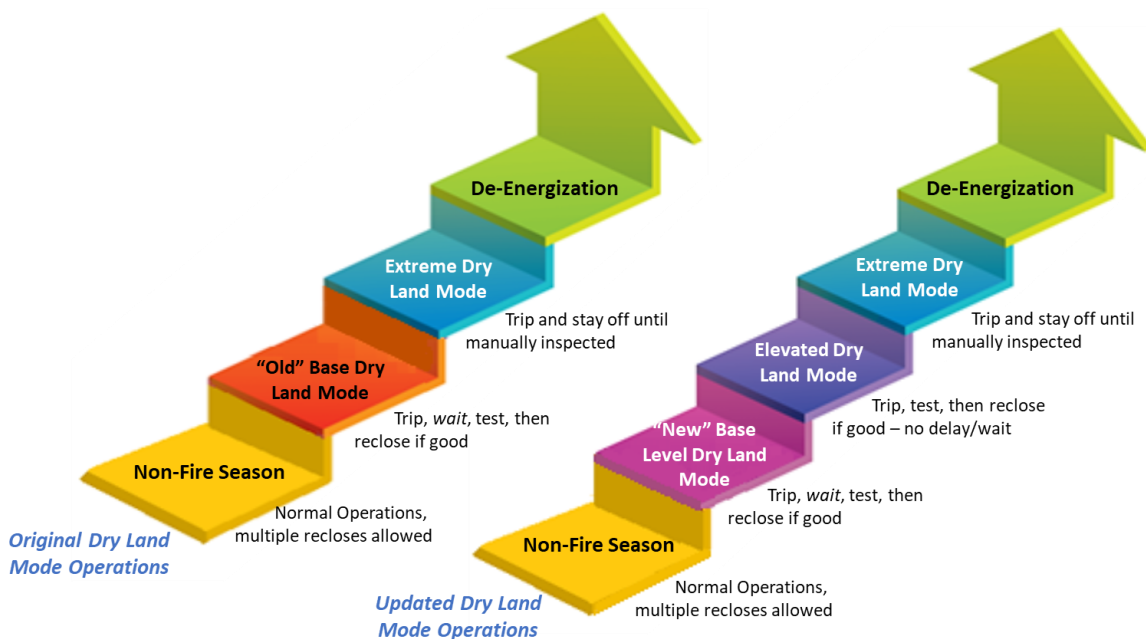 De-Energization
Extreme Dry
Land Mode
Trip and stay off until
manually inspected
“Old” Base Dry
Land Mode
Trip, wait, test, then
reclose if good
Non-Fire Season
Normal Operations,
multiple recloses allowed
Original Dry Land
Mode Operations
De-Energization
Extreme Dry
Land Mode
Trip and stay off until
manually inspected
Elevated Dry
Land Mode
Trip, test, then reclose
if good – no delay/wait
“New” Base
Level Dry Land
Mode
Trip, wait, test, then
reclose if good
Non-Fire Season
Normal Operations,
multiple recloses allowed
Updated Dry Land
Mode Operations